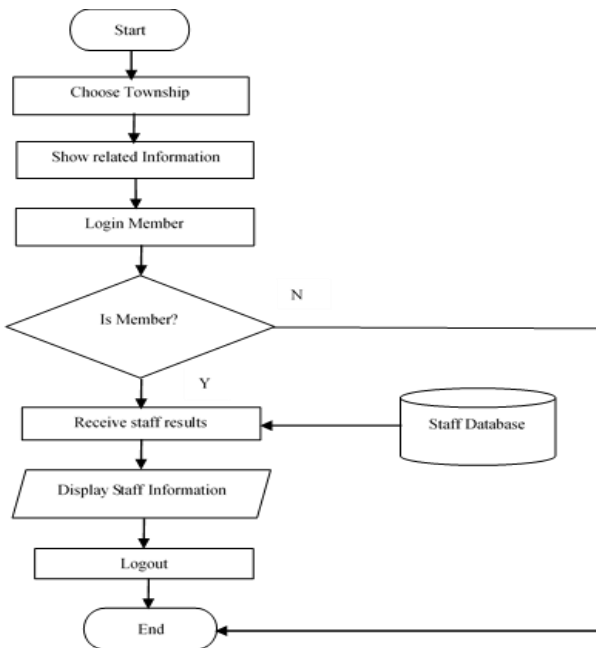 Start
Choose Township
Show related Information
Login Member
N
Is Member?
Y
Receive staff results
Staff Database
Display Staff Information
Logout
End